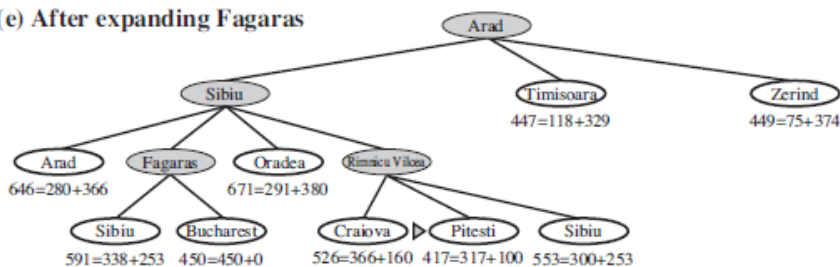 (e) After expanding Fagaras
Arad
Sibiu
Timisoara
Zerind
447=118+329
449=75+374
Arad
Fagaras
Oradea
Rimnicu Vilcea
646=280+366
671=291+380
Sibiu
Bucharest
Craiova
Pitesti
Sibiu
591=338+253
450=450+0
526=366+160
417=317+100
553=300+253